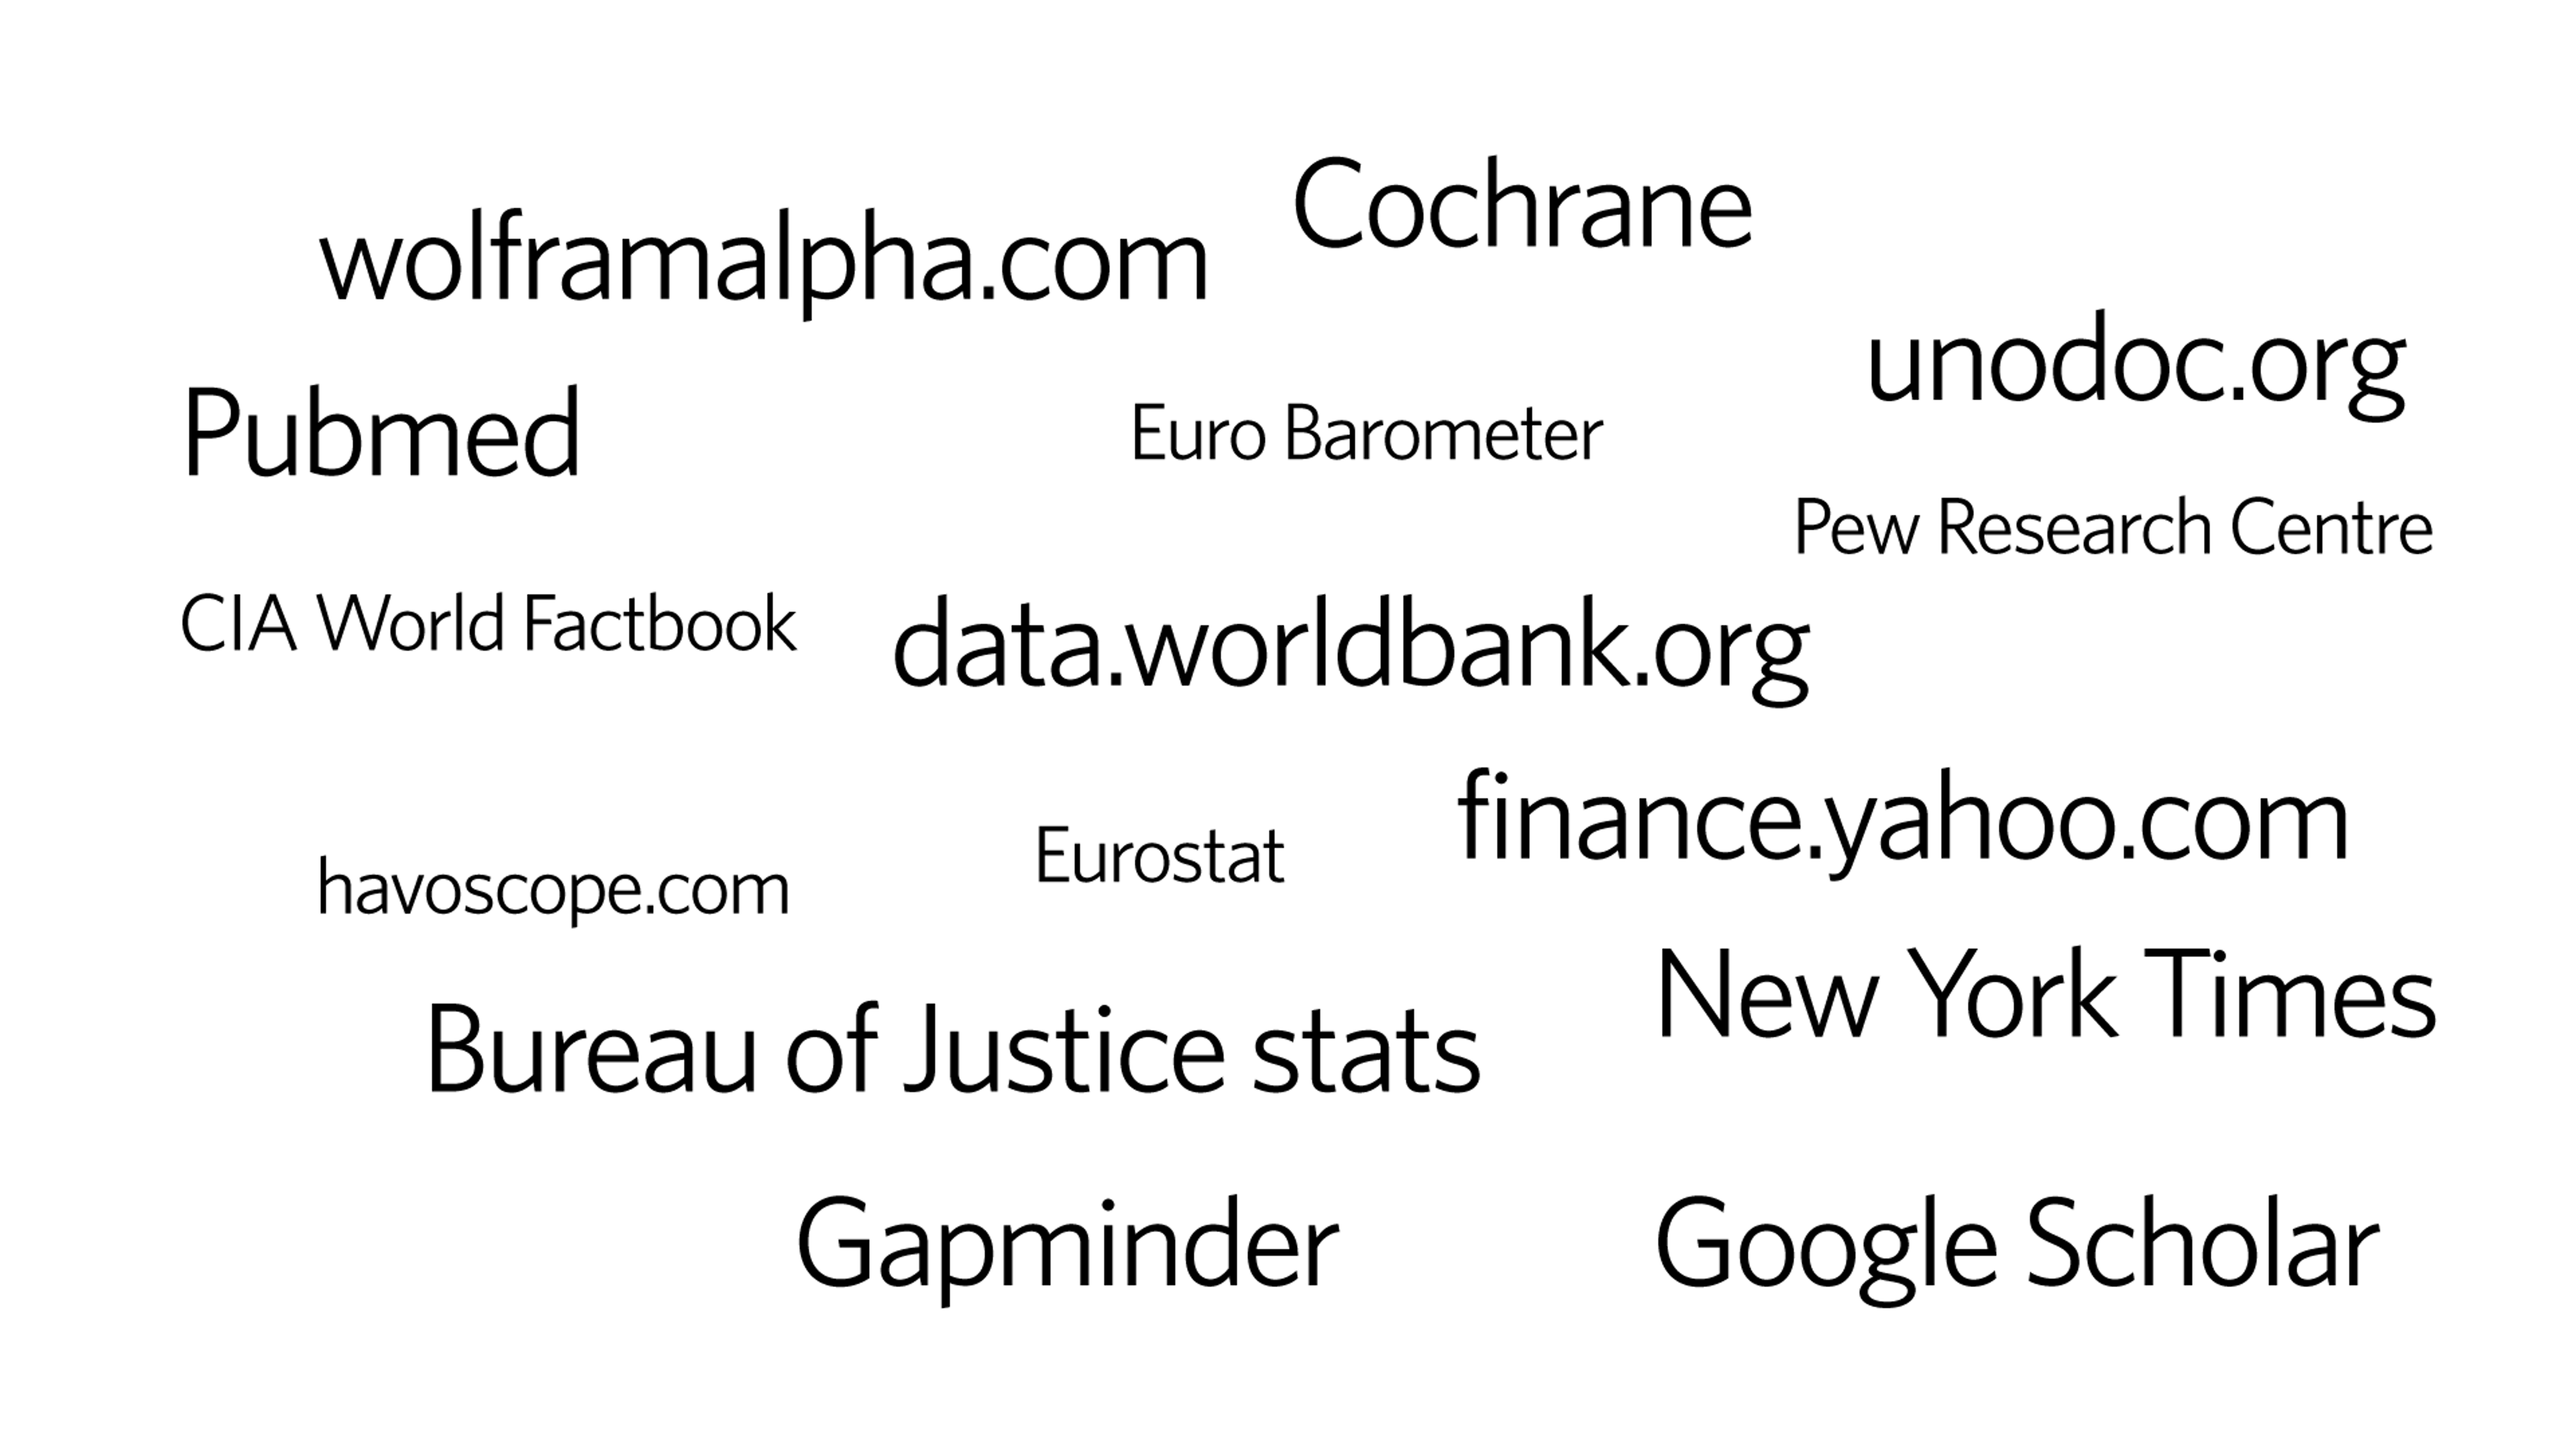 Cochrane
wolframalpha.com
unodoc.org
Pubmed
Euro Barometer
Pew Research Centre
CIA World Factbook
data.worldbank.org
finance.yahoo.com
Eurostat
havoscope.com
New York Times
Bureau of Justice stats
Gapminder
Google Scholar